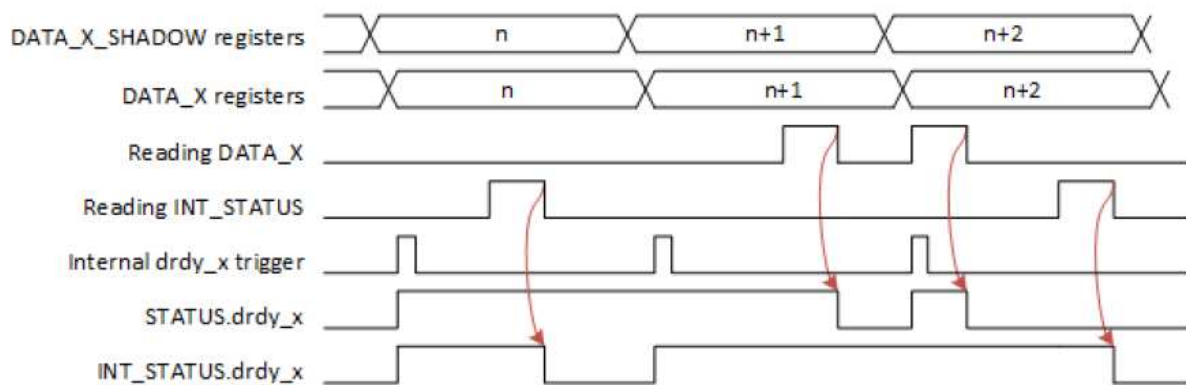 DATA_X_SHADOW registers n n+1 n+2
DATA_X registers n n+1 n+2
Reading DATA_X
Reading INT_STATUS
Internal drdy_x trigger
STATUS.drdy_x
INT_STATUS.drdy_x